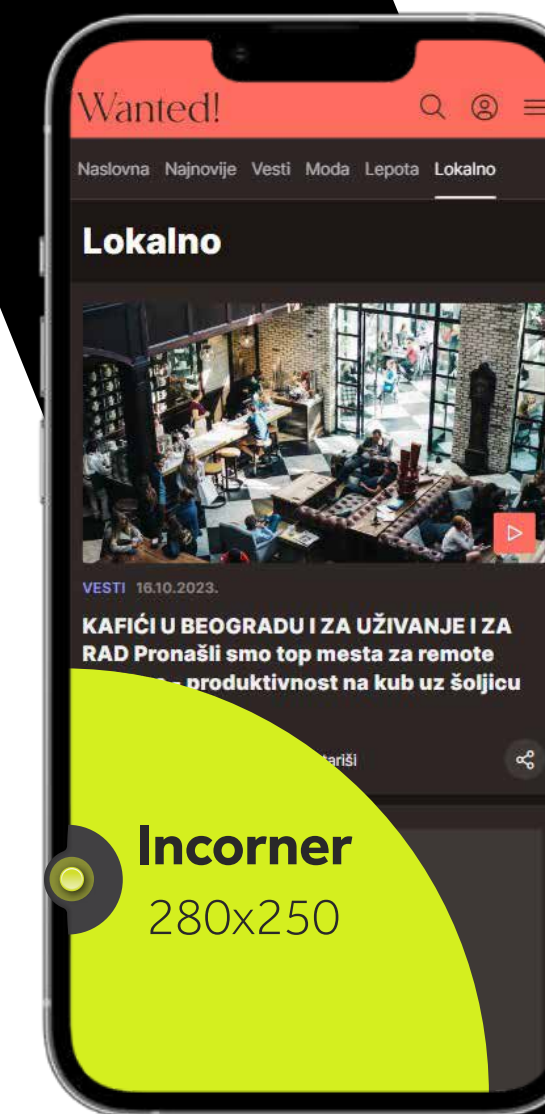 Wanted!
Naslovna Najnovije Vesti Moda Lepota Lokalno
Lokalno
VESTI 16.10.2023.
KAFIĆI U BEOGRADU I ZA UŽIVANJE I ZA
RAD Pronašli smo top mesta za remote
- produktivnost na kub uz šoljicu
Incorner
280x250